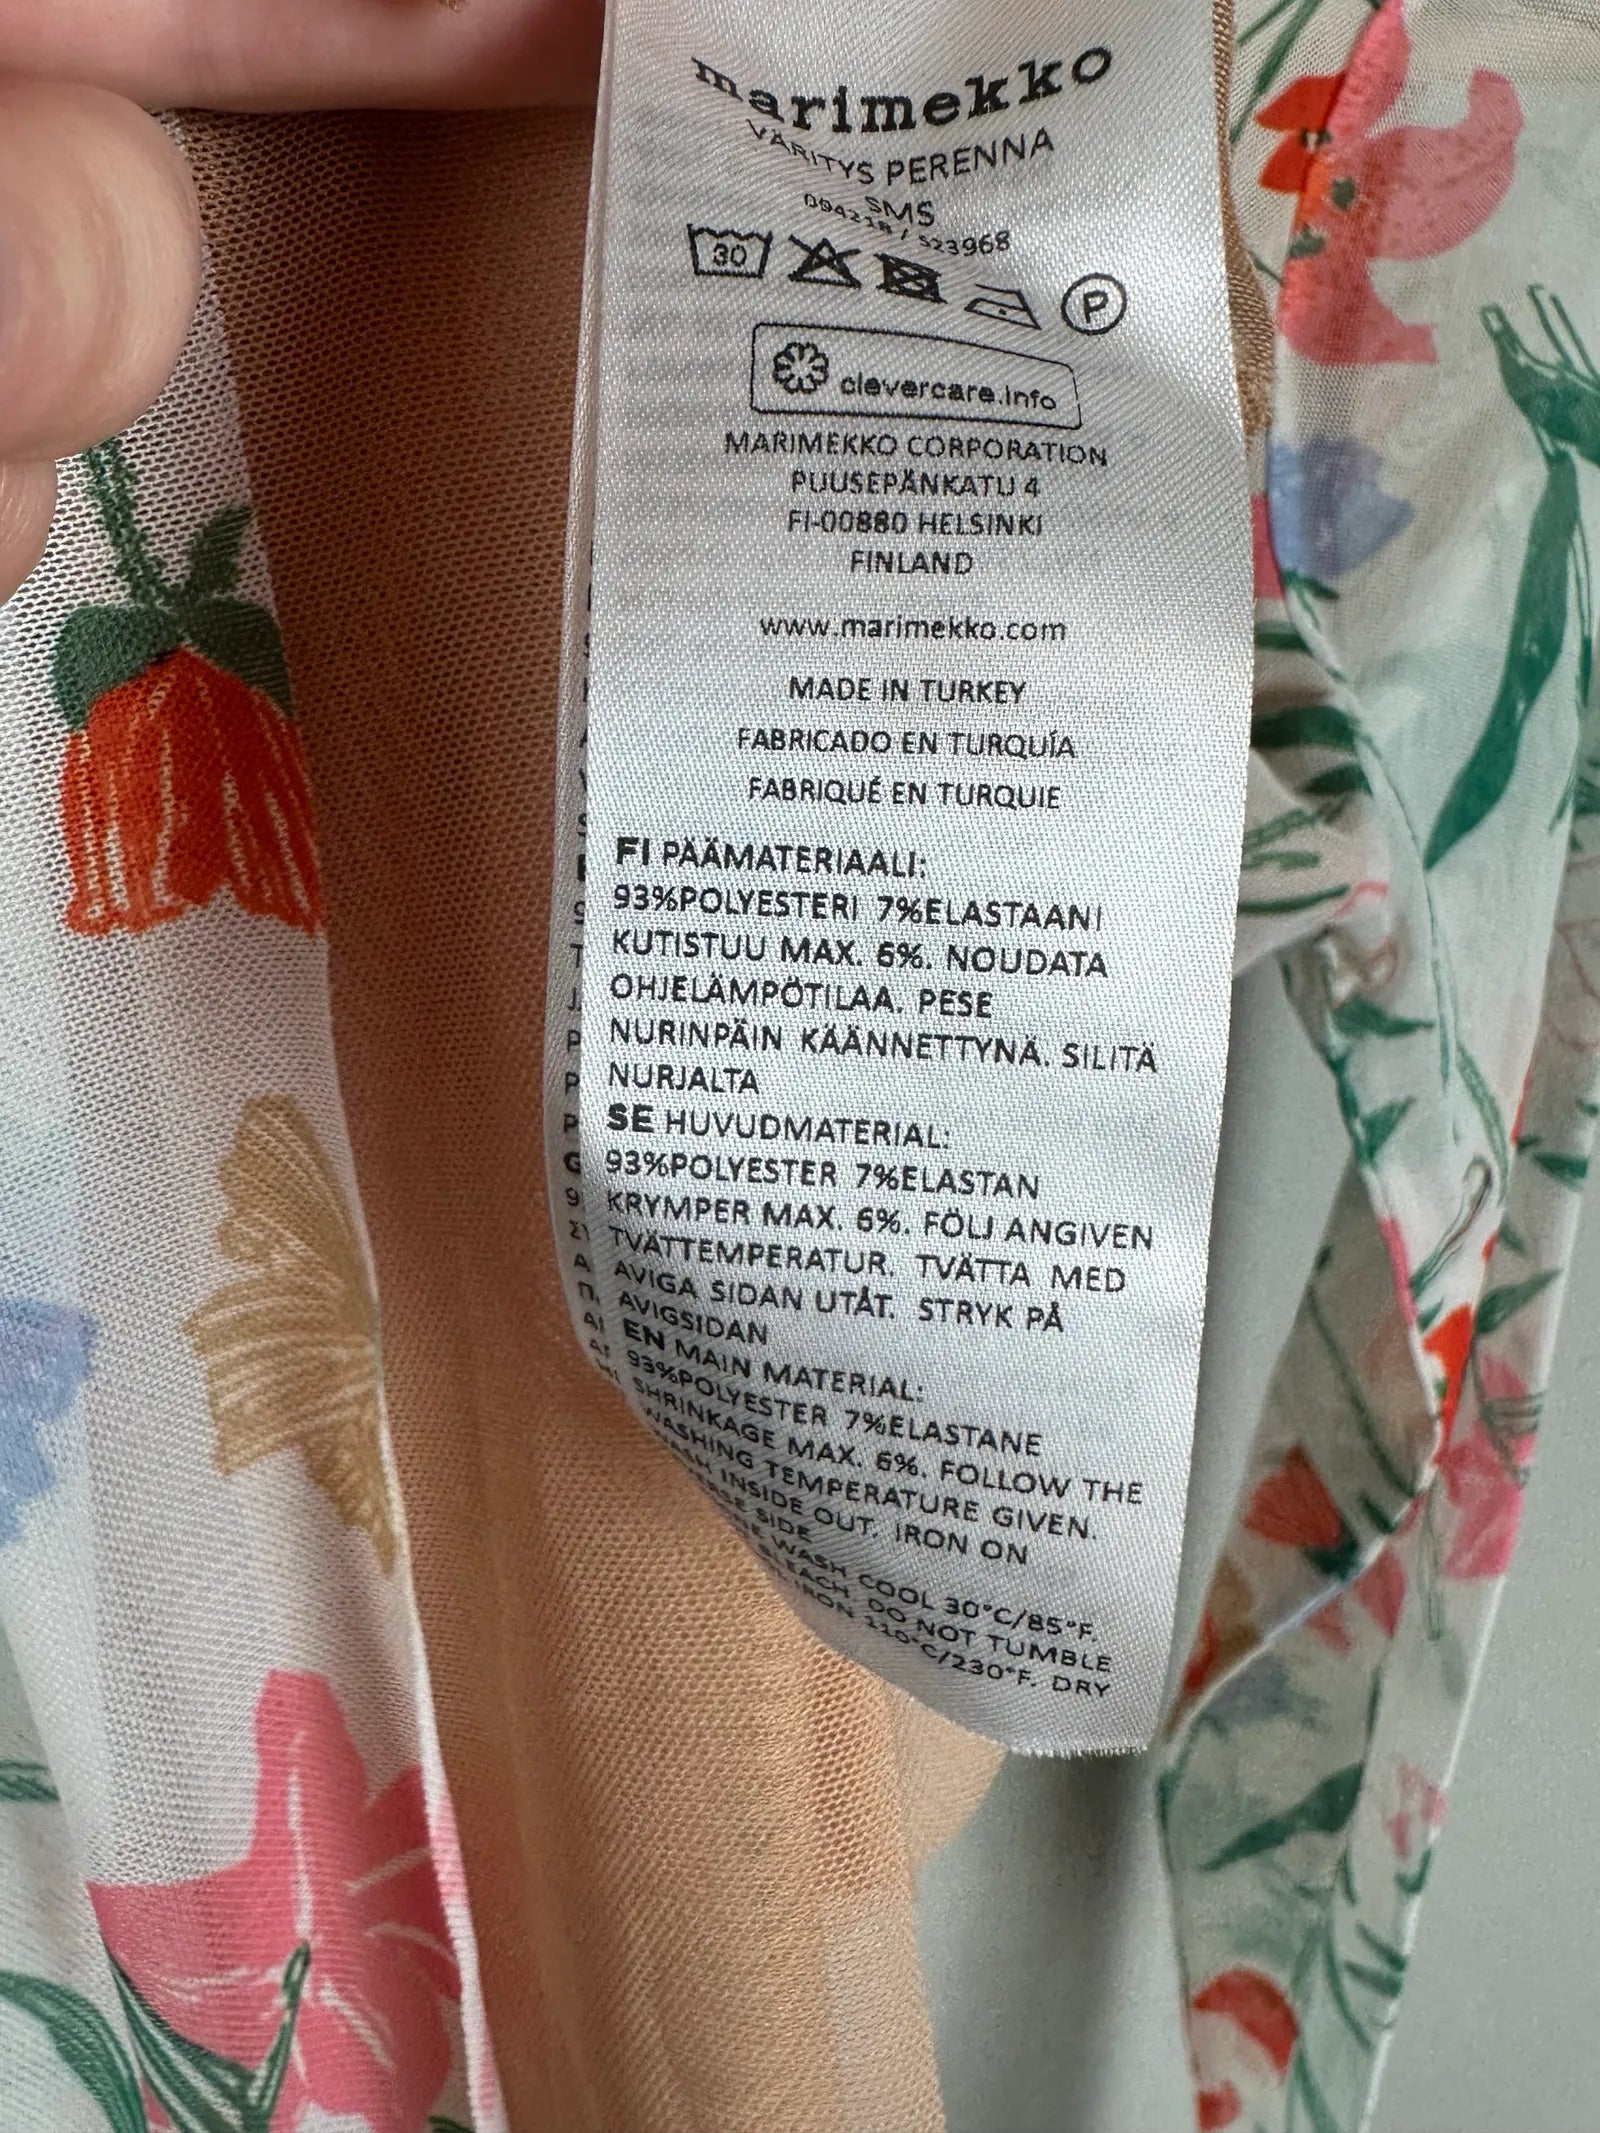 marimekko
VÄRITYS PERENNA
SMS
094218 / 523968
30
P
clevercare.info
MARIMEKKO CORPORATION
PUUSEPÄNKATU 4
FI-00880 HELSINKI
FINLAND
www.marimekko.com
MADE IN TURKEY
FABRICADO EN TURQUÍA
FABRIQUÉ EN TURQUIE
FI PÄÄMATERIAALI:
93%POLYESTERI 7%ELASTAANI
KUTISTUU MAX. 6%. NOUDATA
OHJELÄMPÖTILAA. PESE
NURINPÄIN KÄÄNNETTYNÄ. SILITÄ
NURJALTA
SE HUVUDMATERIAL:
93%POLYESTER 7%ELASTAN
KRYMPER MAX. 6%. FÖLJ ANGIVEN
TVÄTTEMPERATUR. TVÄTTA MED
AVIGA SIDAN UTÅT. STRYK PÅ
AVIGSIDAN
EN MAIN MATERIAL:
93%POLYESTER 7%ELASTANE
SHRINKAGE MAX. 6%. FOLLOW THE
WASHING TEMPERATURE GIVEN.
WASH INSIDE OUT. IRON ON
SIDE
WASH COOL 30°C/85°F.
BLEACH. DO NOT TUMBLE
IRON 110°C/230°F. DRY